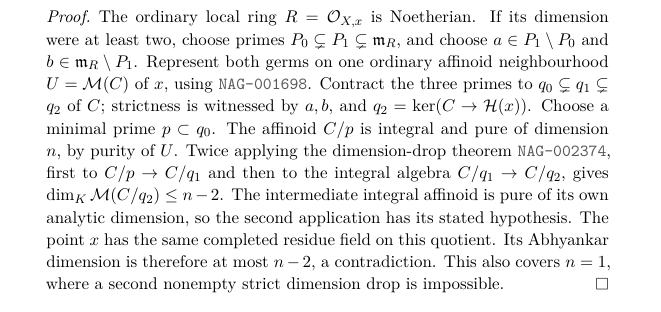 Proof. The ordinary local ring R = 𝒪_{X,x} is Noetherian. If its dimension
were at least two, choose primes P₀ ⊊ P₁ ⊊ 𝔪_R, and choose a ∈ P₁ \ P₀ and
b ∈ 𝔪_R \ P₁. Represent both germs on one ordinary affinoid neighbourhood
U = ℳ(C) of x, using NAG-001698. Contract the three primes to q₀ ⊊ q₁ ⊊
q₂ of C; strictness is witnessed by a, b, and q₂ = ker(C → ℋ(x)). Choose a
minimal prime p ⊂ q₀. The affinoid C/p is integral and pure of dimension
n, by purity of U. Twice applying the dimension-drop theorem NAG-002374,
first to C/p → C/q₁ and then to the integral algebra C/q₁ → C/q₂, gives
dim_K ℳ(C/q₂) ≤ n − 2. The intermediate integral affinoid is pure of its own
analytic dimension, so the second application has its stated hypothesis. The
point x has the same completed residue field on this quotient. Its Abhyankar
dimension is therefore at most n − 2, a contradiction. This also covers n = 1,
where a second nonempty strict dimension drop is impossible. □